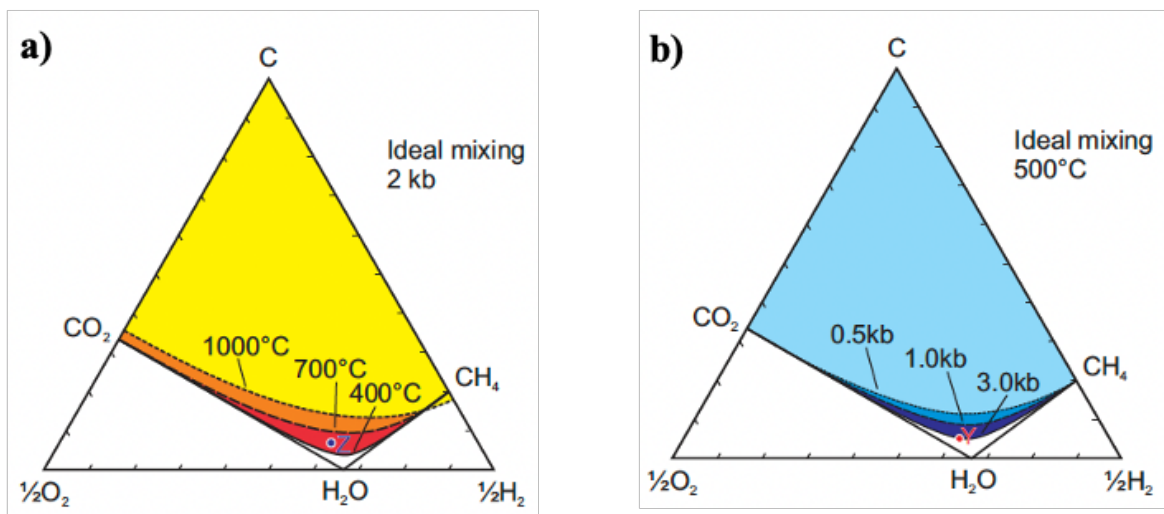 a)
C
Ideal mixing
2 kb
CO₂
1000°C
700°C
400°C
CH₄
Z
½O₂
H₂O
½H₂
b)
C
Ideal mixing
500°C
CO₂
0.5kb
1.0kb
3.0kb
CH₄
Y
½O₂
H₂O
½H₂